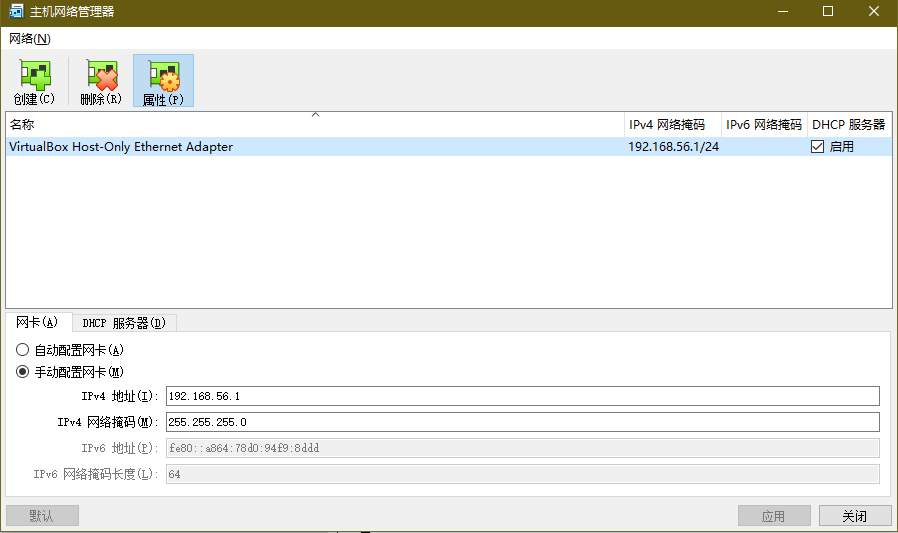 主机网络管理器
网络(N)
创建(C) 删除(R) 属性(P)
名称 IPv4 网络掩码 IPv6 网络掩码 DHCP 服务器
VirtualBox Host-Only Ethernet Adapter 192.168.56.1/24 启用
网卡(A) DHCP 服务器(D)
自动配置网卡(A)
手动配置网卡(M)
IPv4 地址(I): 192.168.56.1
IPv4 网络掩码(M): 255.255.255.0
IPv6 地址(P): fe80::a864:78d0:94f9:8ddd
IPv6 网络掩码长度(L): 64
默认 应用 关闭